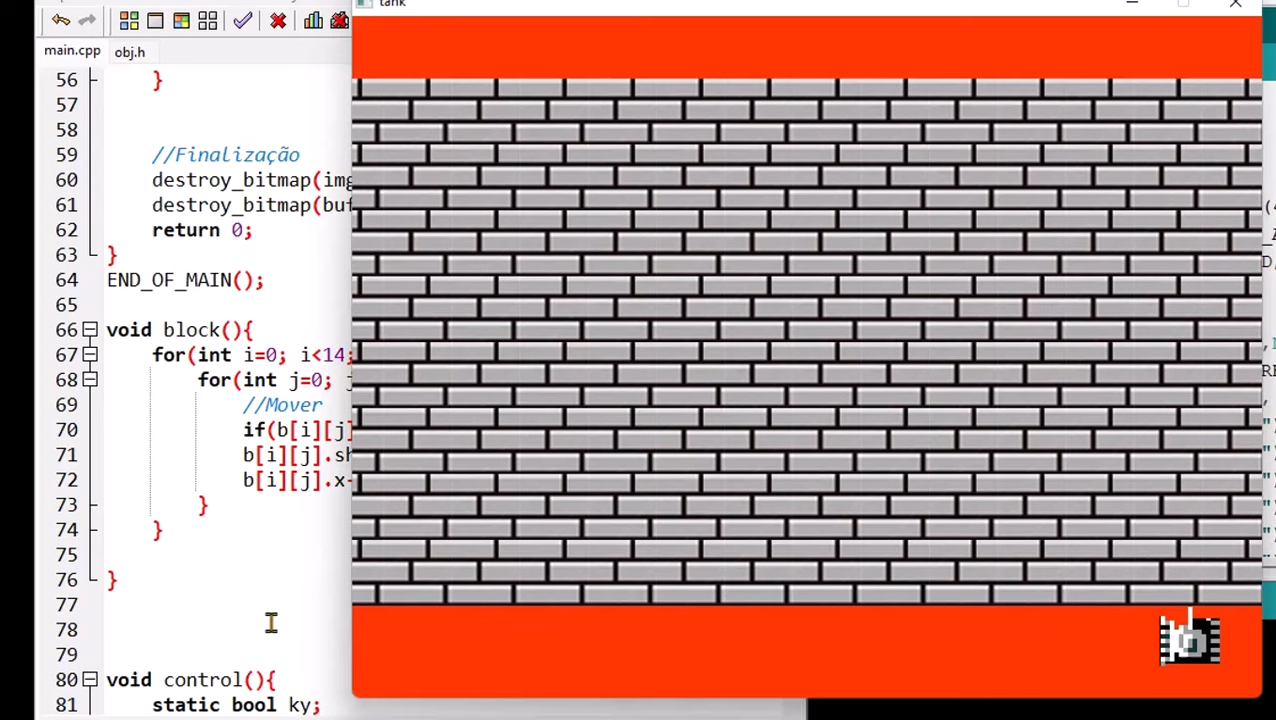 tank
main.cpp obj.h
56 }
57
58
59 //Finalização
60 destroy_bitmap(img
61 destroy_bitmap(buf
62 return 0;
63 }
64 END_OF_MAIN();
65
66 void block(){
67 for(int i=0; i<14;
68 for(int j=0; j
69 //Mover
70 if(b[i][j]
71 b[i][j].sh
72 b[i][j].x-
73 }
74 }
75
76 }
77
78
79
80 void control(){
81 static bool ky;